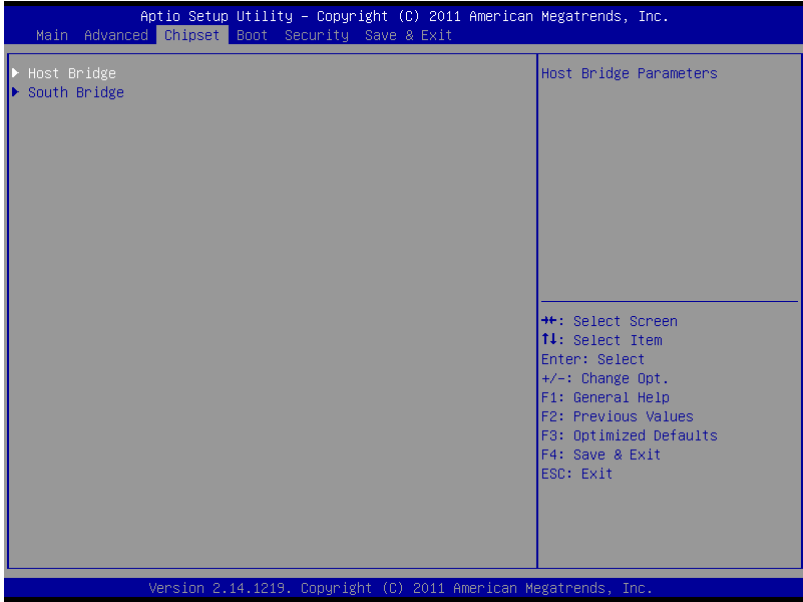 Aptio Setup Utility – Copyright (C) 2011 American Megatrends, Inc.
Main Advanced Chipset Boot Security Save & Exit
▶ Host Bridge
▶ South Bridge
Host Bridge Parameters
→←: Select Screen
↑↓: Select Item
Enter: Select
+/-: Change Opt.
F1: General Help
F2: Previous Values
F3: Optimized Defaults
F4: Save & Exit
ESC: Exit
Version 2.14.1219. Copyright (C) 2011 American Megatrends, Inc.